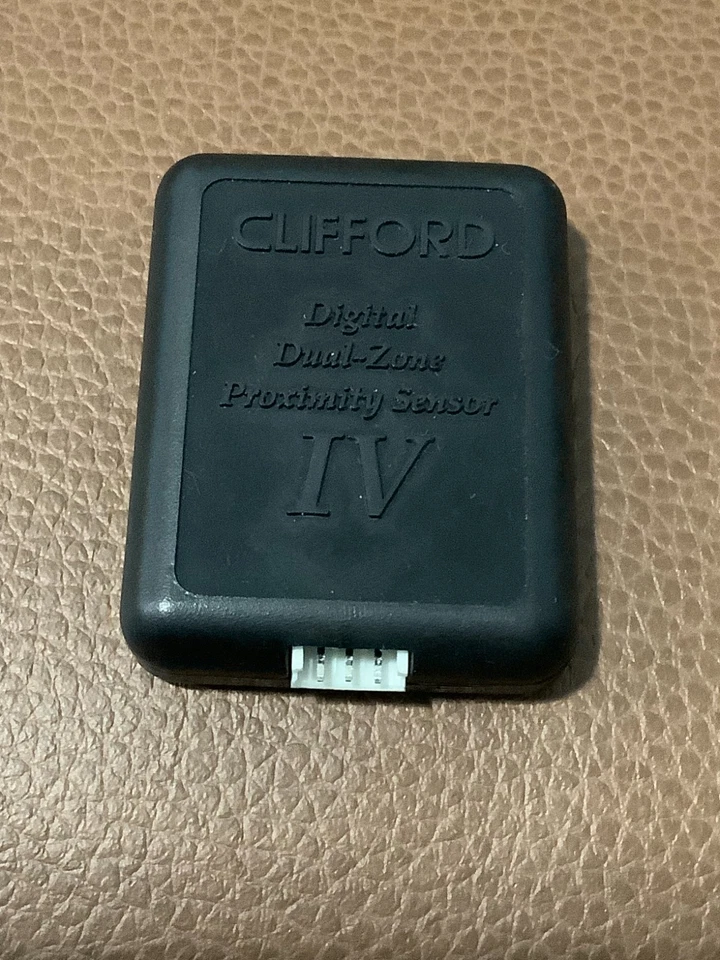 CLIFFORD
Digital
Dual-Zone
Proximity Sensor
IV